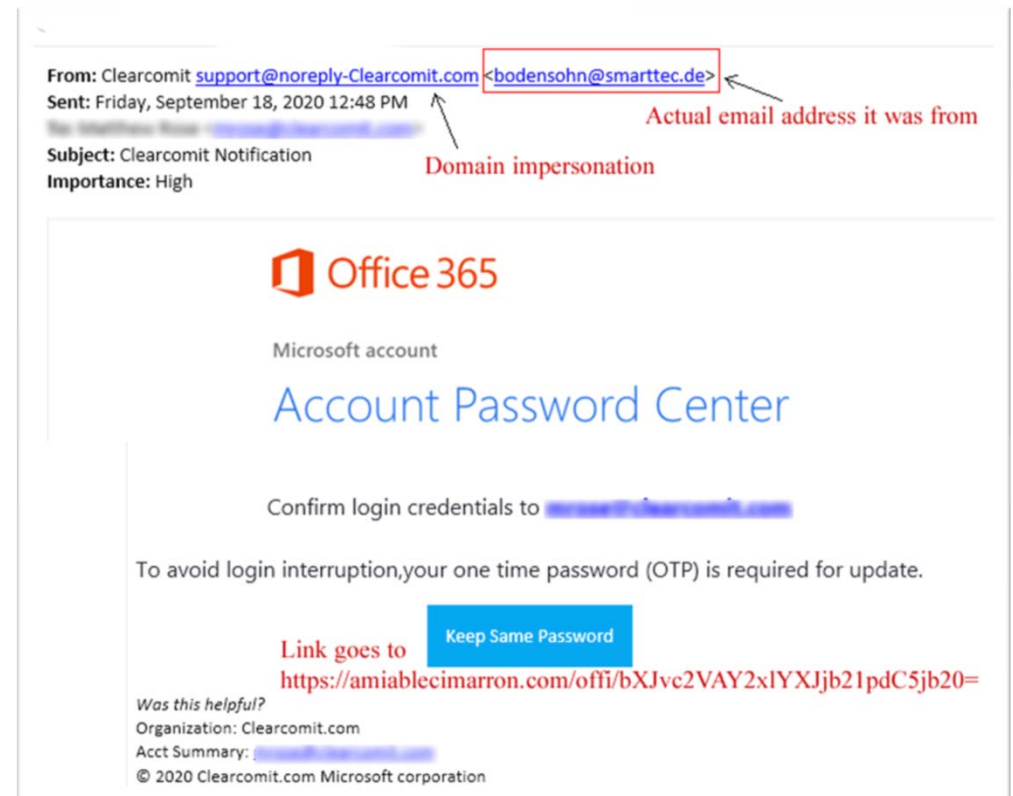 From: Clearcomit support@noreply-Clearcomit.com <bodensohn@smarttec.de>
Sent: Friday, September 18, 2020 12:48 PM
Actual email address it was from
Subject: Clearcomit Notification
Domain impersonation
Importance: High
Office 365
Microsoft account
Account Password Center
Confirm login credentials to
To avoid login interruption,your one time password (OTP) is required for update.
Keep Same Password
Link goes to
https://amiablecimarron.com/offi/bXJvc2VAY2xlYXJjb21pdC5jb20=
Was this helpful?
Organization: Clearcomit.com
Acct Summary:
© 2020 Clearcomit.com Microsoft corporation